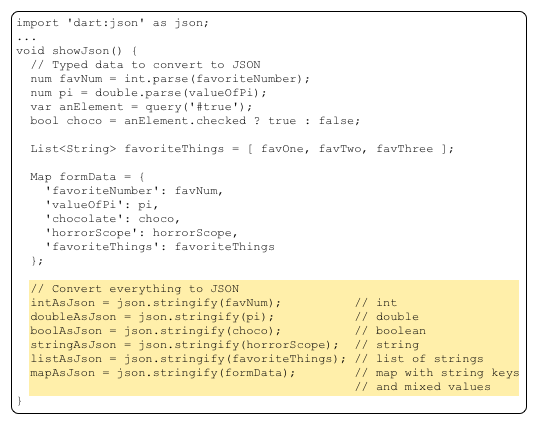 import 'dart:json' as json;
...
void showJson() {
  // Typed data to convert to JSON
  num favNum = int.parse(favoriteNumber);
  num pi = double.parse(valueOfPi);
  var anElement = query('#true');
  bool choco = anElement.checked ? true : false;

  List<String> favoriteThings = [ favOne, favTwo, favThree ];

  Map formData = {
    'favoriteNumber': favNum,
    'valueOfPi': pi,
    'chocolate': choco,
    'horrorScope': horrorScope,
    'favoriteThings': favoriteThings
  };

  // Convert everything to JSON
  intAsJson = json.stringify(favNum);          // int
  doubleAsJson = json.stringify(pi);           // double
  boolAsJson = json.stringify(choco);          // boolean
  stringAsJson = json.stringify(horrorScope);  // string
  listAsJson = json.stringify(favoriteThings); // list of strings
  mapAsJson = json.stringify(formData);        // map with string keys
                                               // and mixed values
}